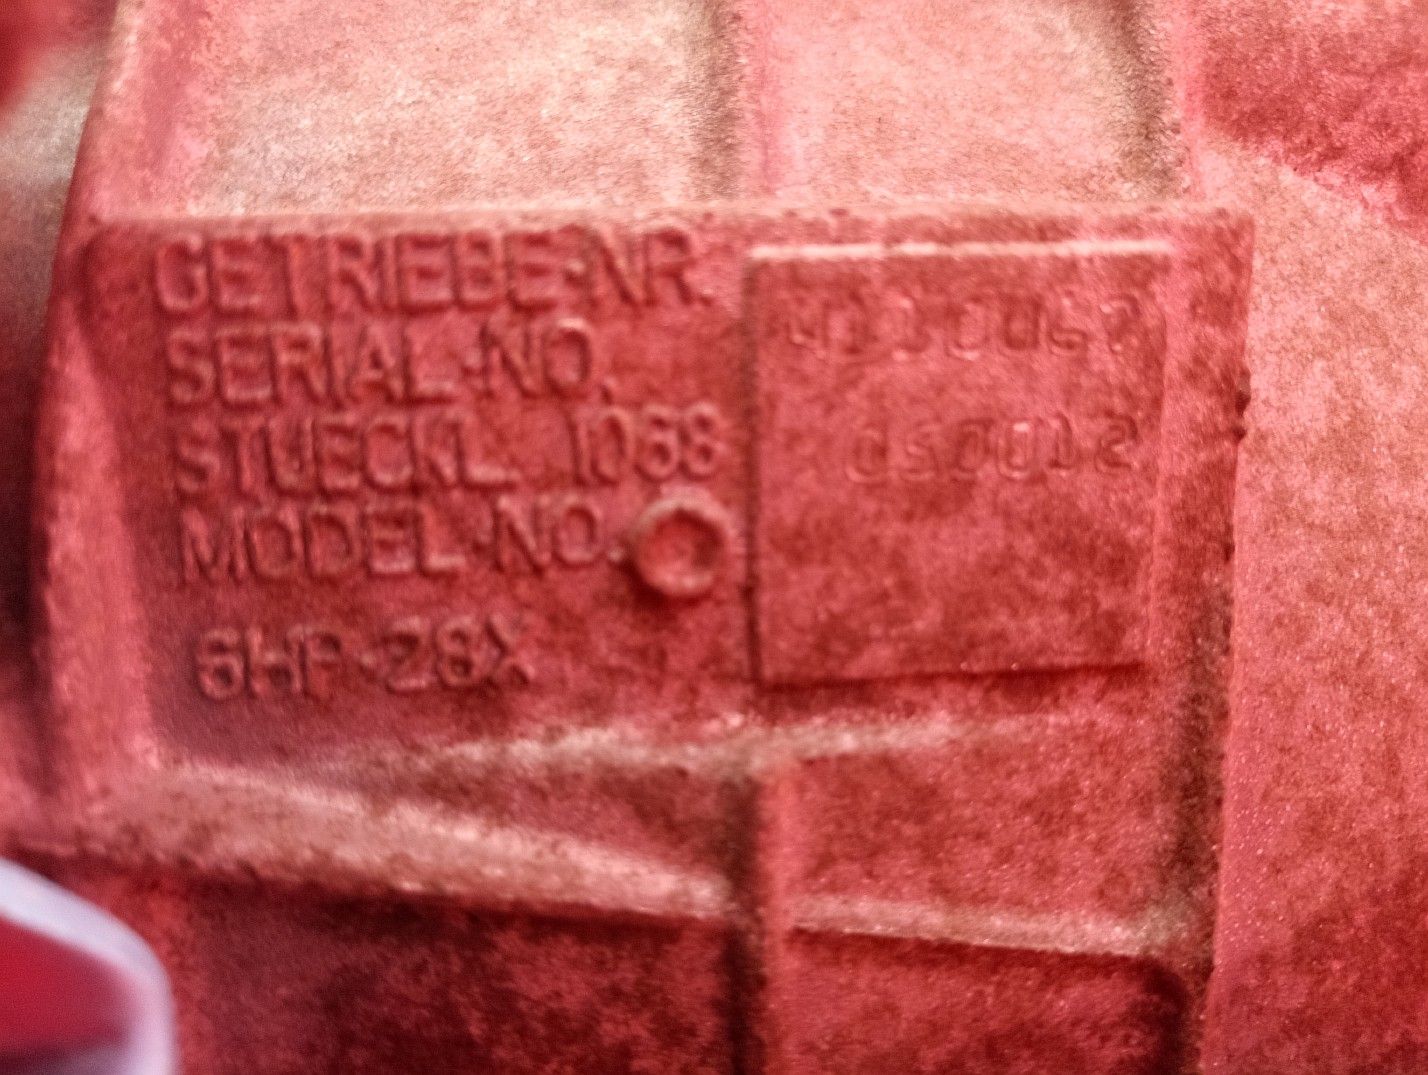 GETRIEBE-NR.
SERIAL-NO.
STUECKL. 1068
MODEL-NO.
6HP-28X